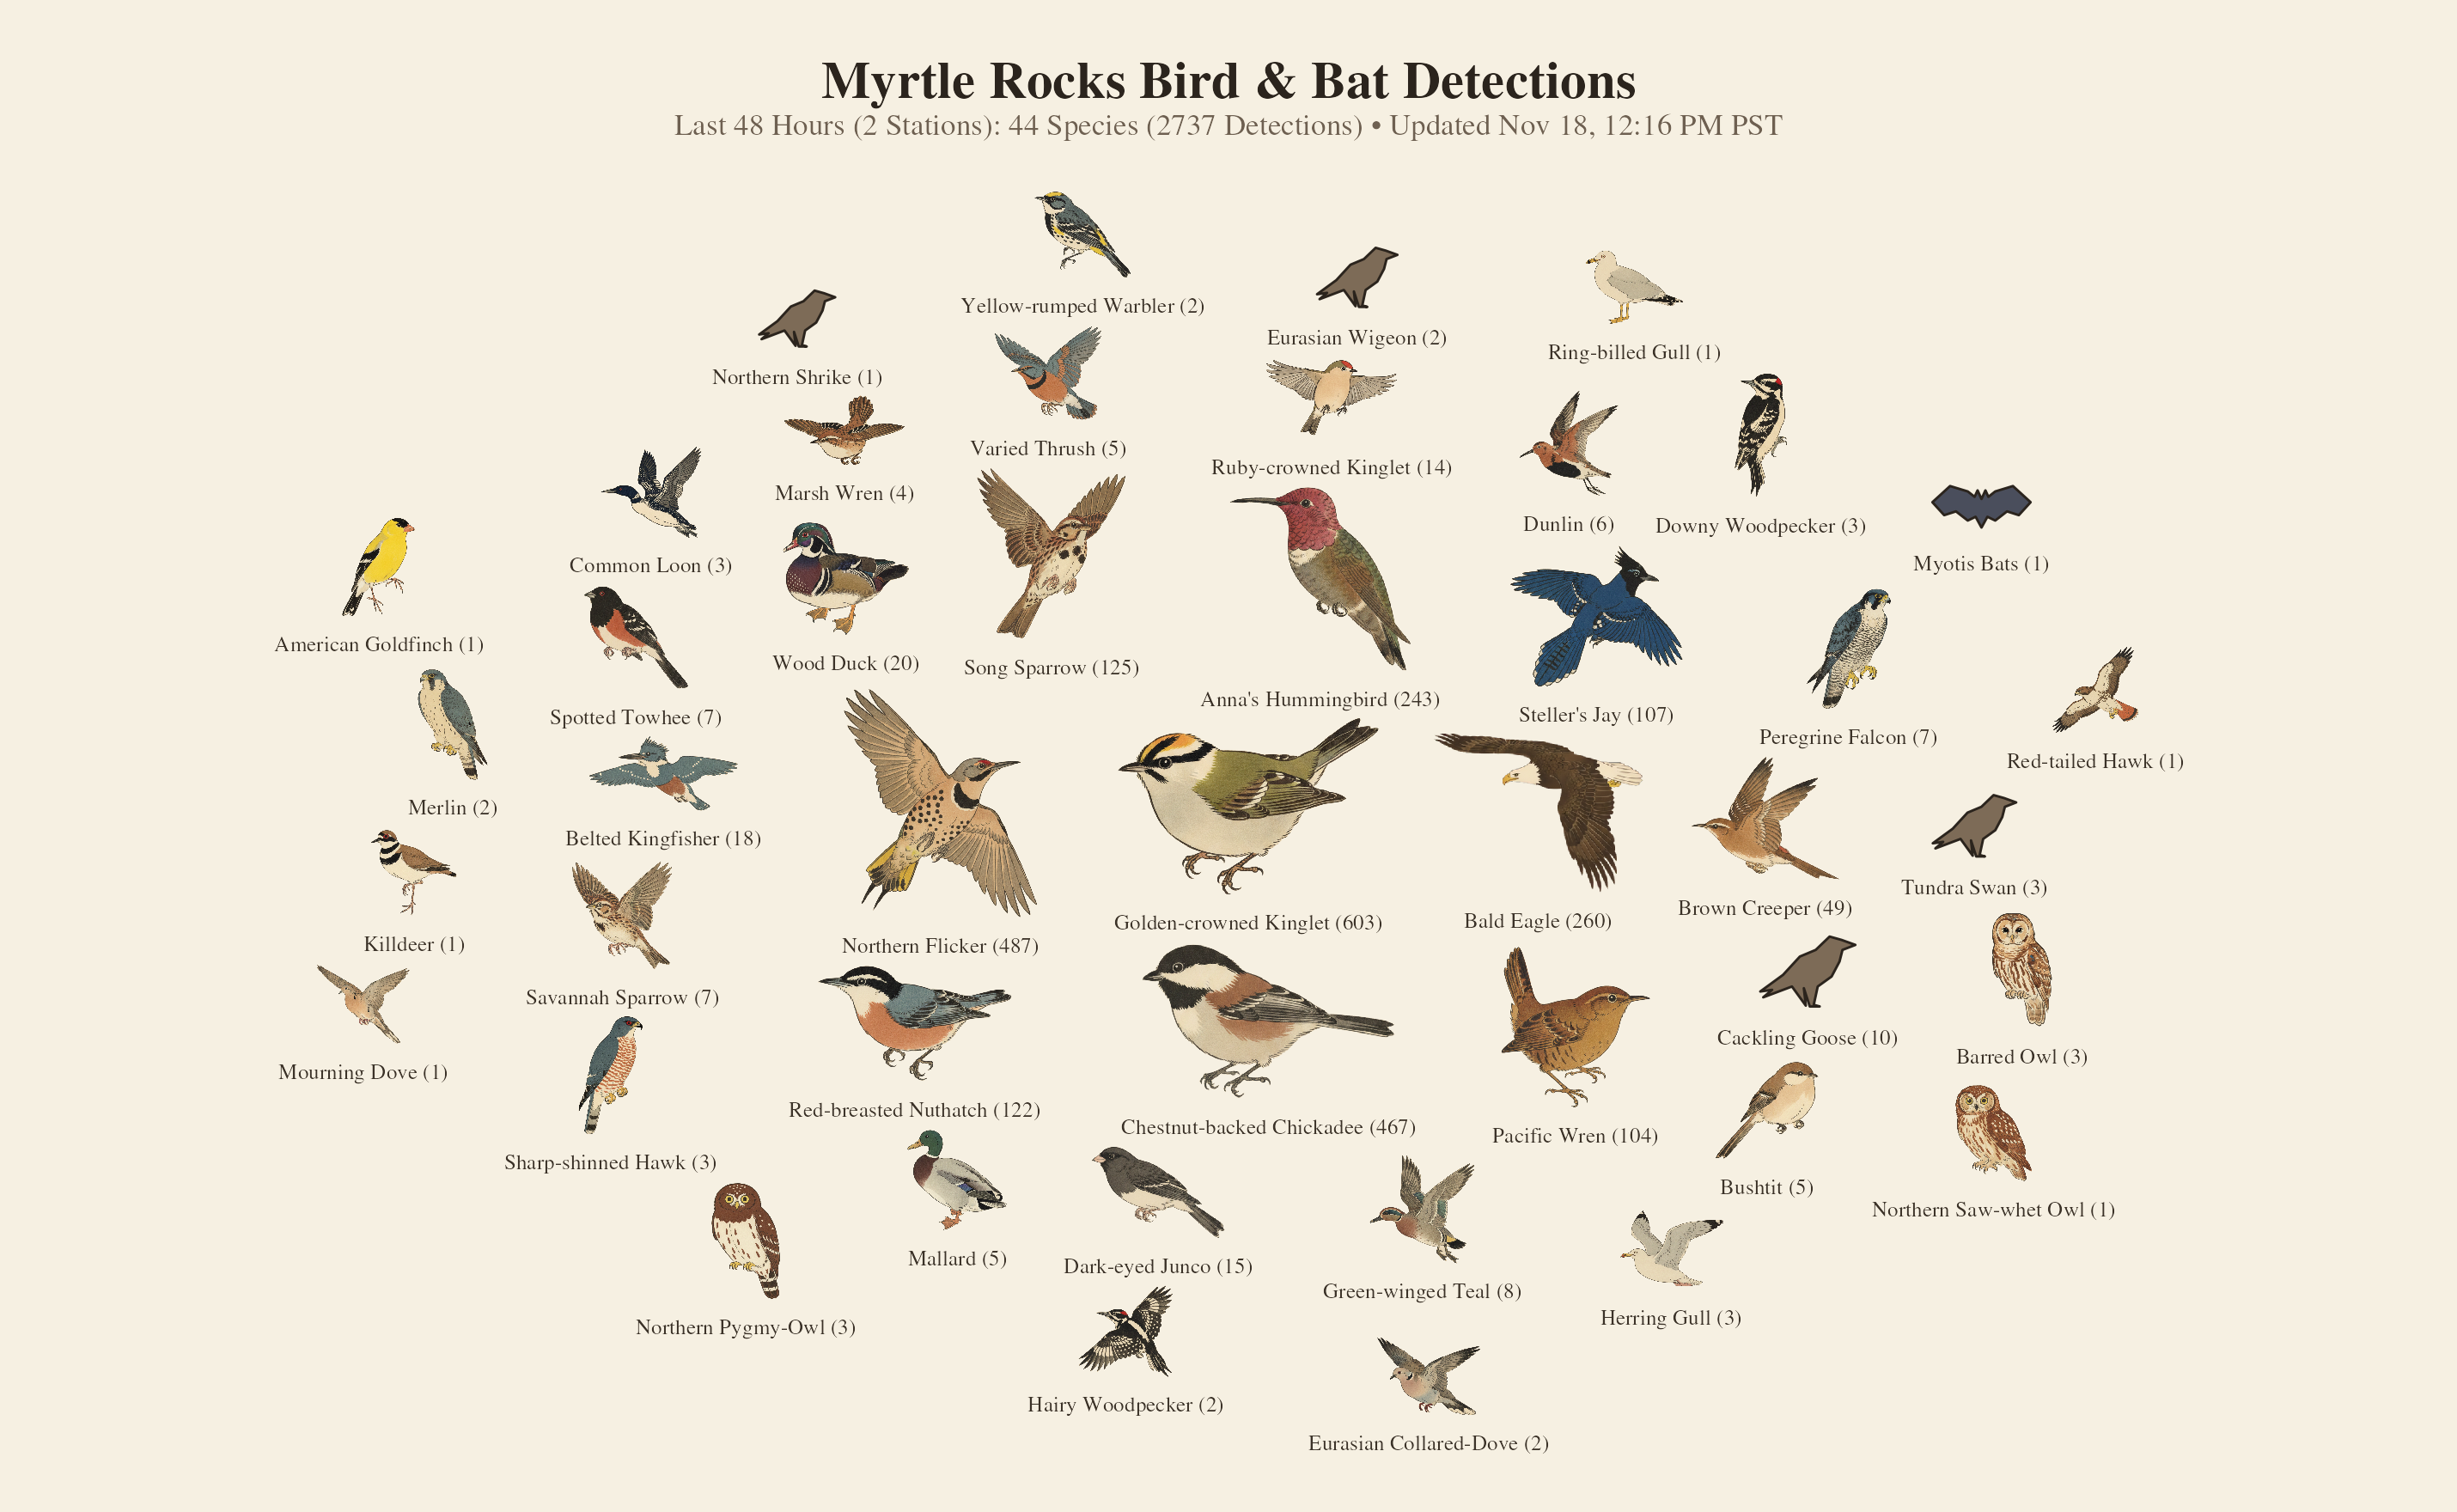 Myrtle Rocks Bird & Bat Detections
Last 48 Hours (2 Stations): 44 Species (2737 Detections) • Updated Nov 18, 12:16 PM PST
Yellow-rumped Warbler (2)
Eurasian Wigeon (2)
Ring-billed Gull (1)
Northern Shrike (1)
Varied Thrush (5)
Ruby-crowned Kinglet (14)
Marsh Wren (4)
Dunlin (6)
Downy Woodpecker (3)
Common Loon (3)
Myotis Bats (1)
American Goldfinch (1)
Wood Duck (20)
Song Sparrow (125)
Anna's Hummingbird (243)
Steller's Jay (107)
Spotted Towhee (7)
Peregrine Falcon (7)
Red-tailed Hawk (1)
Merlin (2)
Belted Kingfisher (18)
Tundra Swan (3)
Brown Creeper (49)
Golden-crowned Kinglet (603)
Bald Eagle (260)
Northern Flicker (487)
Killdeer (1)
Savannah Sparrow (7)
Cackling Goose (10)
Barred Owl (3)
Mourning Dove (1)
Red-breasted Nuthatch (122)
Chestnut-backed Chickadee (467)
Pacific Wren (104)
Sharp-shinned Hawk (3)
Bushtit (5)
Northern Saw-whet Owl (1)
Mallard (5)
Dark-eyed Junco (15)
Green-winged Teal (8)
Herring Gull (3)
Northern Pygmy-Owl (3)
Hairy Woodpecker (2)
Eurasian Collared-Dove (2)